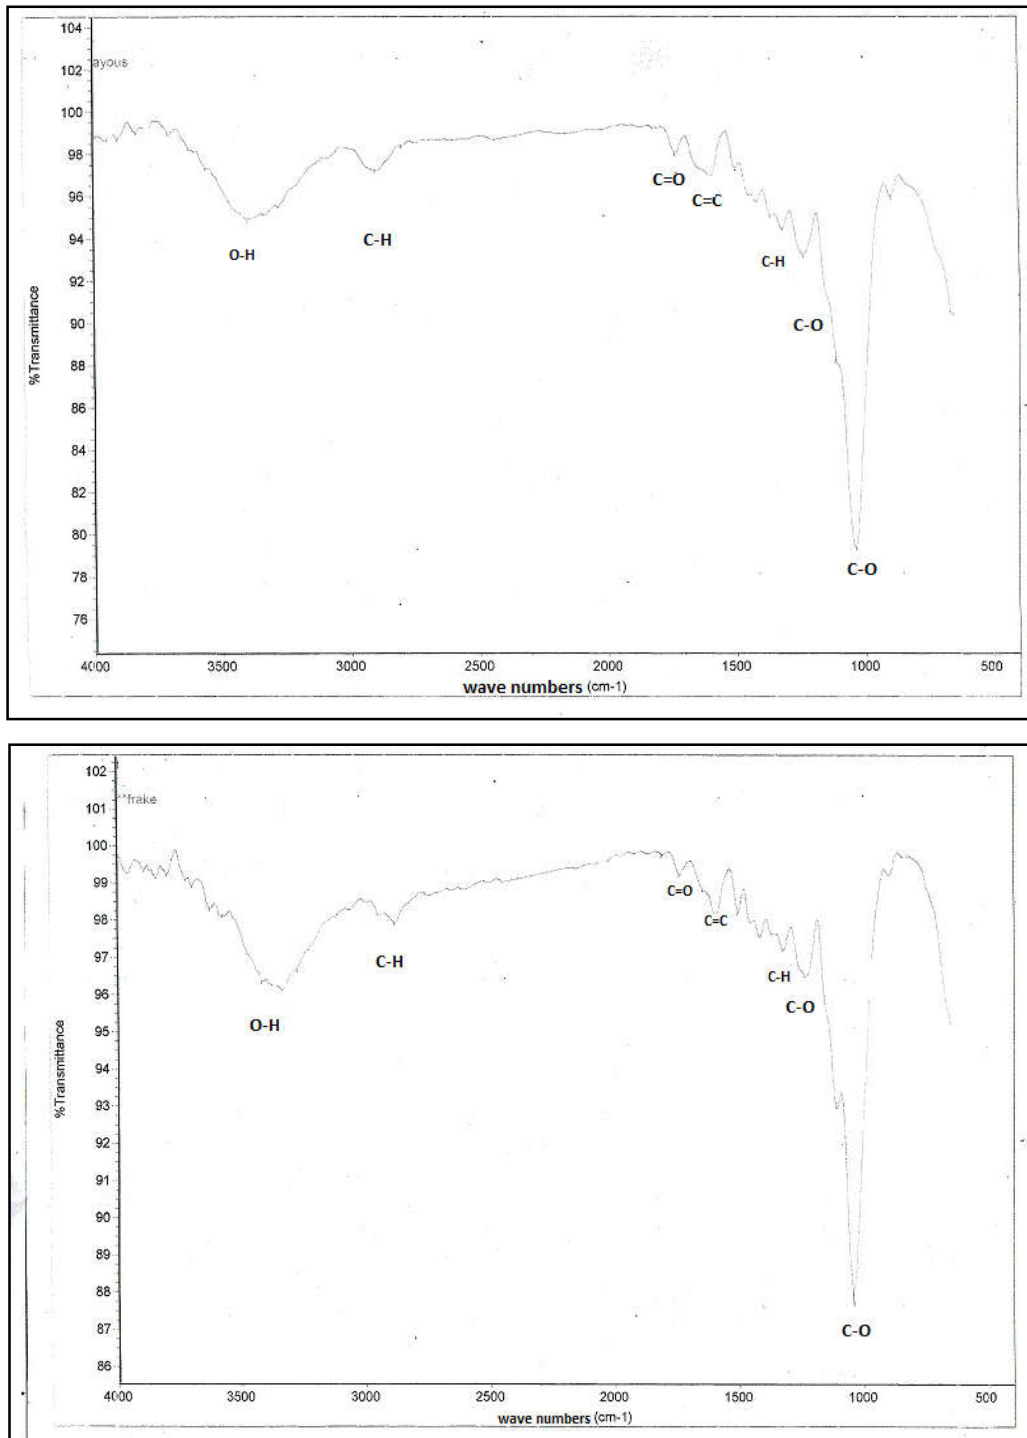 104
102
ayous
100
98
96
94
92
90
88
86
84
82
80
78
76
%Transmittance
O-H
C-H
C=O
C=C
C-H
C-O
C-O
4000 3500 3000 2500 2000 1500 1000 500
wave numbers (cm-1)
102
**frake
101
100
99
98
97
96
95
94
93
92
91
90
89
88
87
86
%Transmittance
O-H
C-H
C=O
C=C
C-H
C-O
C-O
4000 3500 3000 2500 2000 1500 1000 500
wave numbers (cm-1)